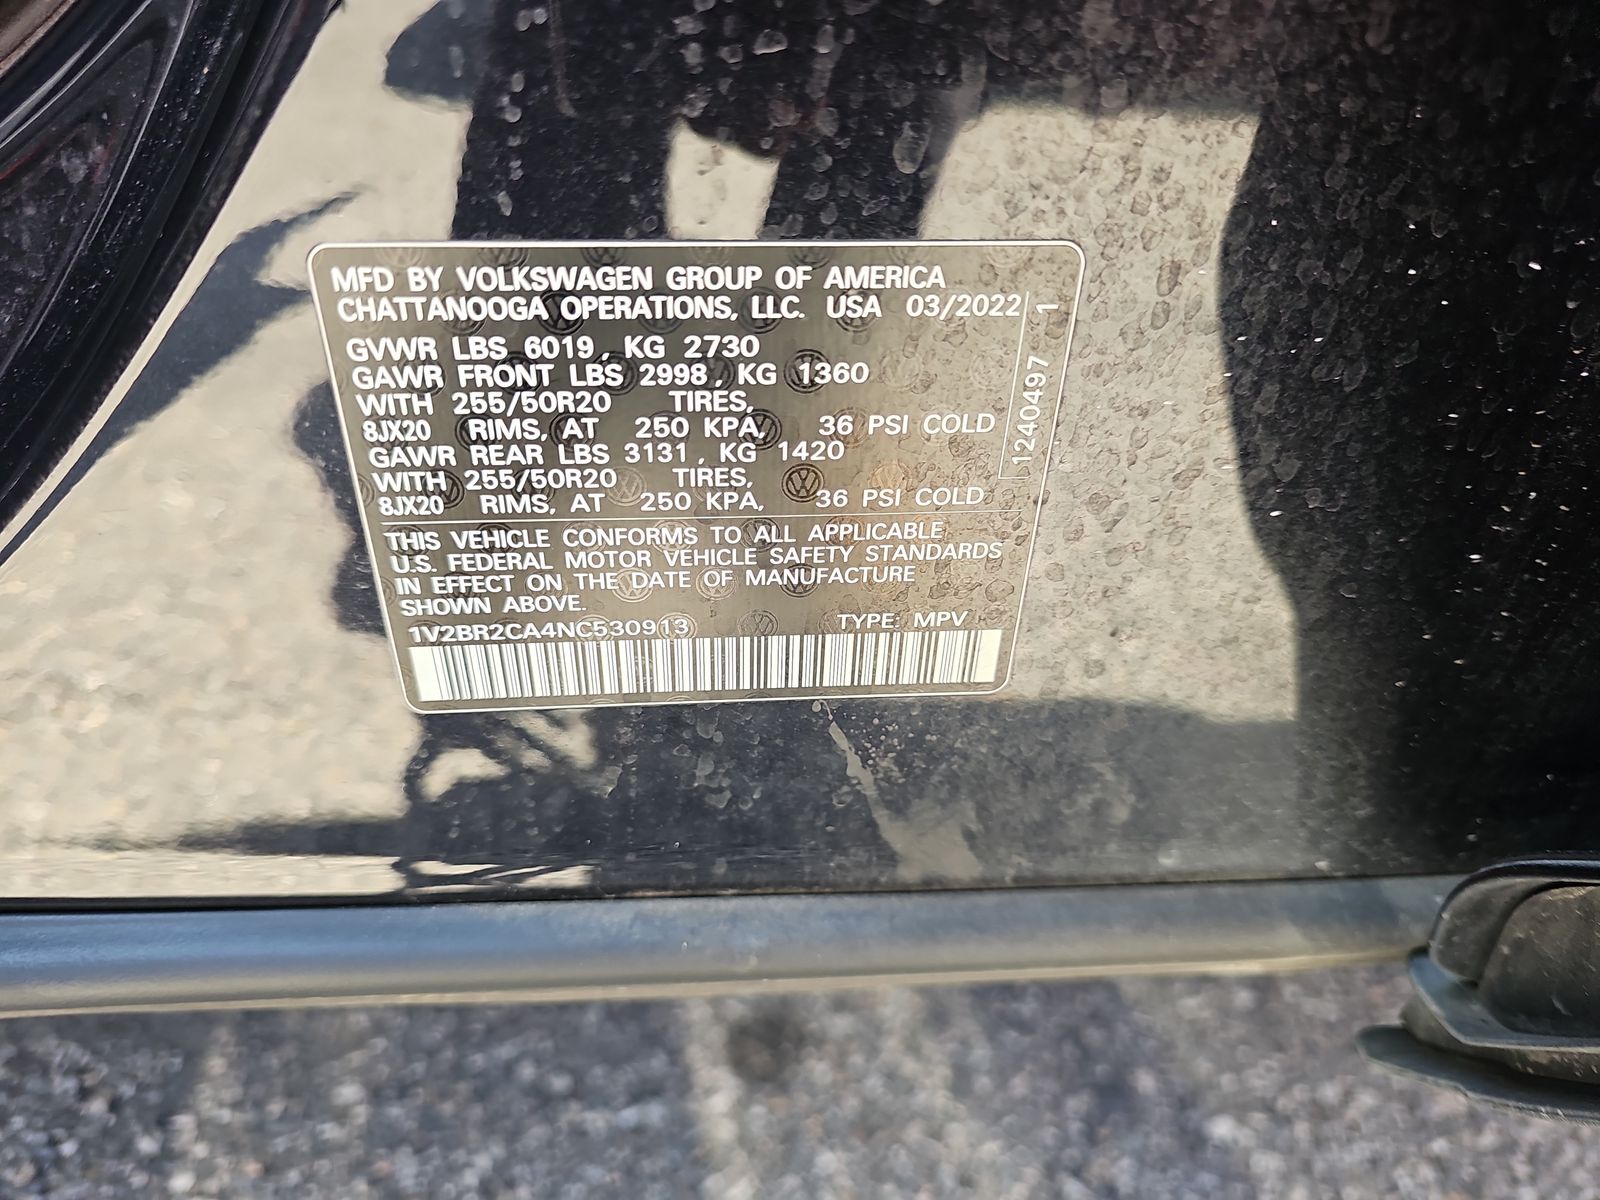 MFD BY VOLKSWAGEN GROUP OF AMERICA
CHATTANOOGA OPERATIONS, LLC. USA 03/2022
GVWR LBS 6019, KG 2730
GAWR FRONT LBS 2998, KG 1360
WITH 255/50R20 TIRES,
8JX20 RIMS, AT 250 KPA, 36 PSI COLD
GAWR REAR LBS 3131, KG 1420
WITH 255/50R20 TIRES,
8JX20 RIMS, AT 250 KPA, 36 PSI COLD
1240497 1
THIS VEHICLE CONFORMS TO ALL APPLICABLE
U.S. FEDERAL MOTOR VEHICLE SAFETY STANDARDS
IN EFFECT ON THE DATE OF MANUFACTURE
SHOWN ABOVE.
1V2BR2CA4NC530913 TYPE: MPV